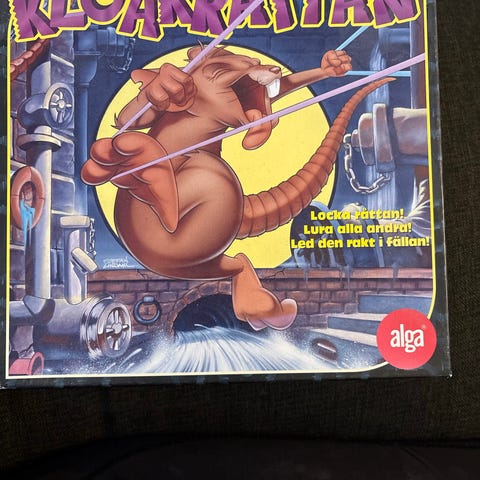 KLOAKRÅTTAN
Locka råttan!
Lura alla andra!
Led den rakt i fällan!
alga®